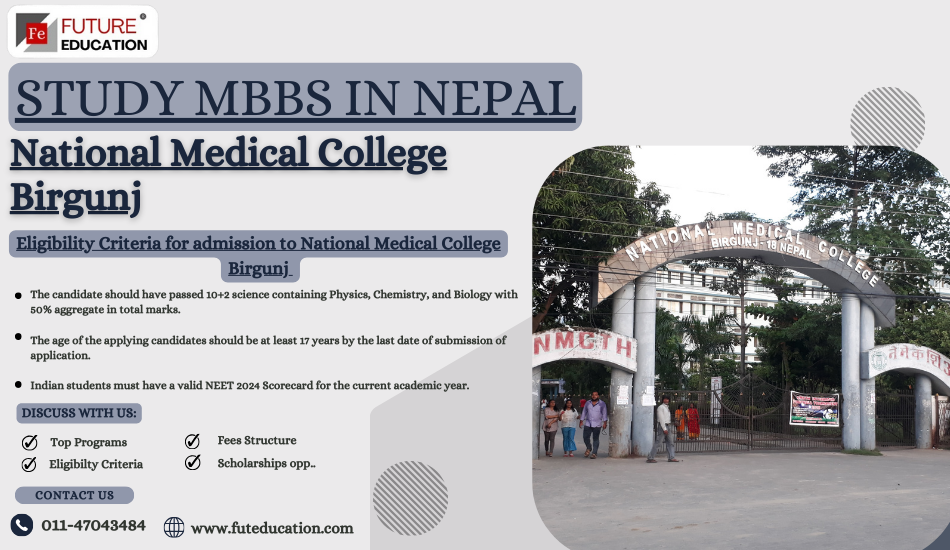 Fe FUTURE
EDUCATION
STUDY MBBS IN NEPAL
National Medical College
Birgunj
Eligibility Criteria for admission to National Medical College
Birgunj
The candidate should have passed 10+2 science containing Physics, Chemistry, and Biology with
50% aggregate in total marks.
The age of the applying candidates should be at least 17 years by the last date of submission of
application.
Indian students must have a valid NEET 2024 Scorecard for the current academic year.
DISCUSS WITH US:
Top Programs
Fees Structure
Eligibilty Criteria
Scholarships opp..
CONTACT US
011-47043484
www.futeducation.com
NATIONAL MEDICAL COLLEGE
BIRGUNJ-18 NEPAL
NMCTH